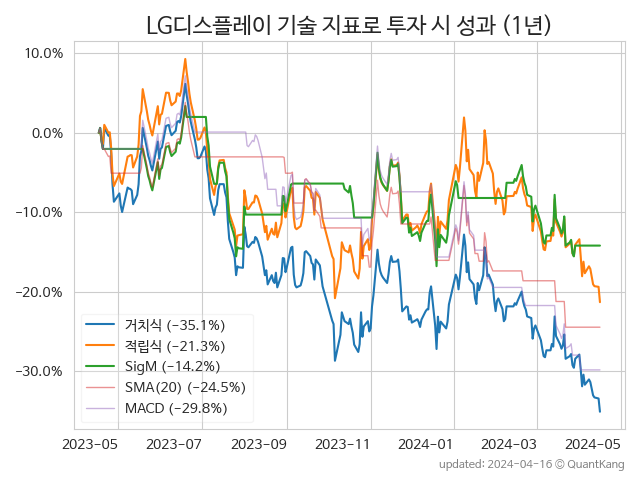 LG디스플레이 기술 지표로 투자 시 성과 (1년)
10.0%
0.0%
−10.0%
−20.0%
−30.0%
거치식 (−35.1%)
적립식 (−21.3%)
SigM (−14.2%)
SMA(20) (−24.5%)
MACD (−29.8%)
2023-05 2023-07 2023-09 2023-11 2024-01 2024-03 2024-05
updated: 2024-04-16 © QuantKang